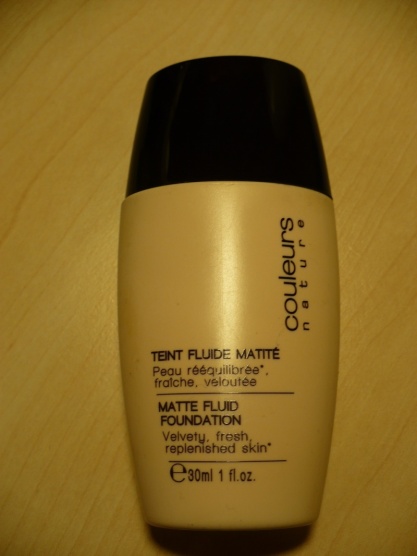 couleurs
nature
TEINT FLUIDE MATITÉ
Peau rééquilibrée*,
fraîche, veloutée
MATTE FLUID
FOUNDATION
Velvety, fresh,
replenished skin*
℮30ml 1 fl.oz.